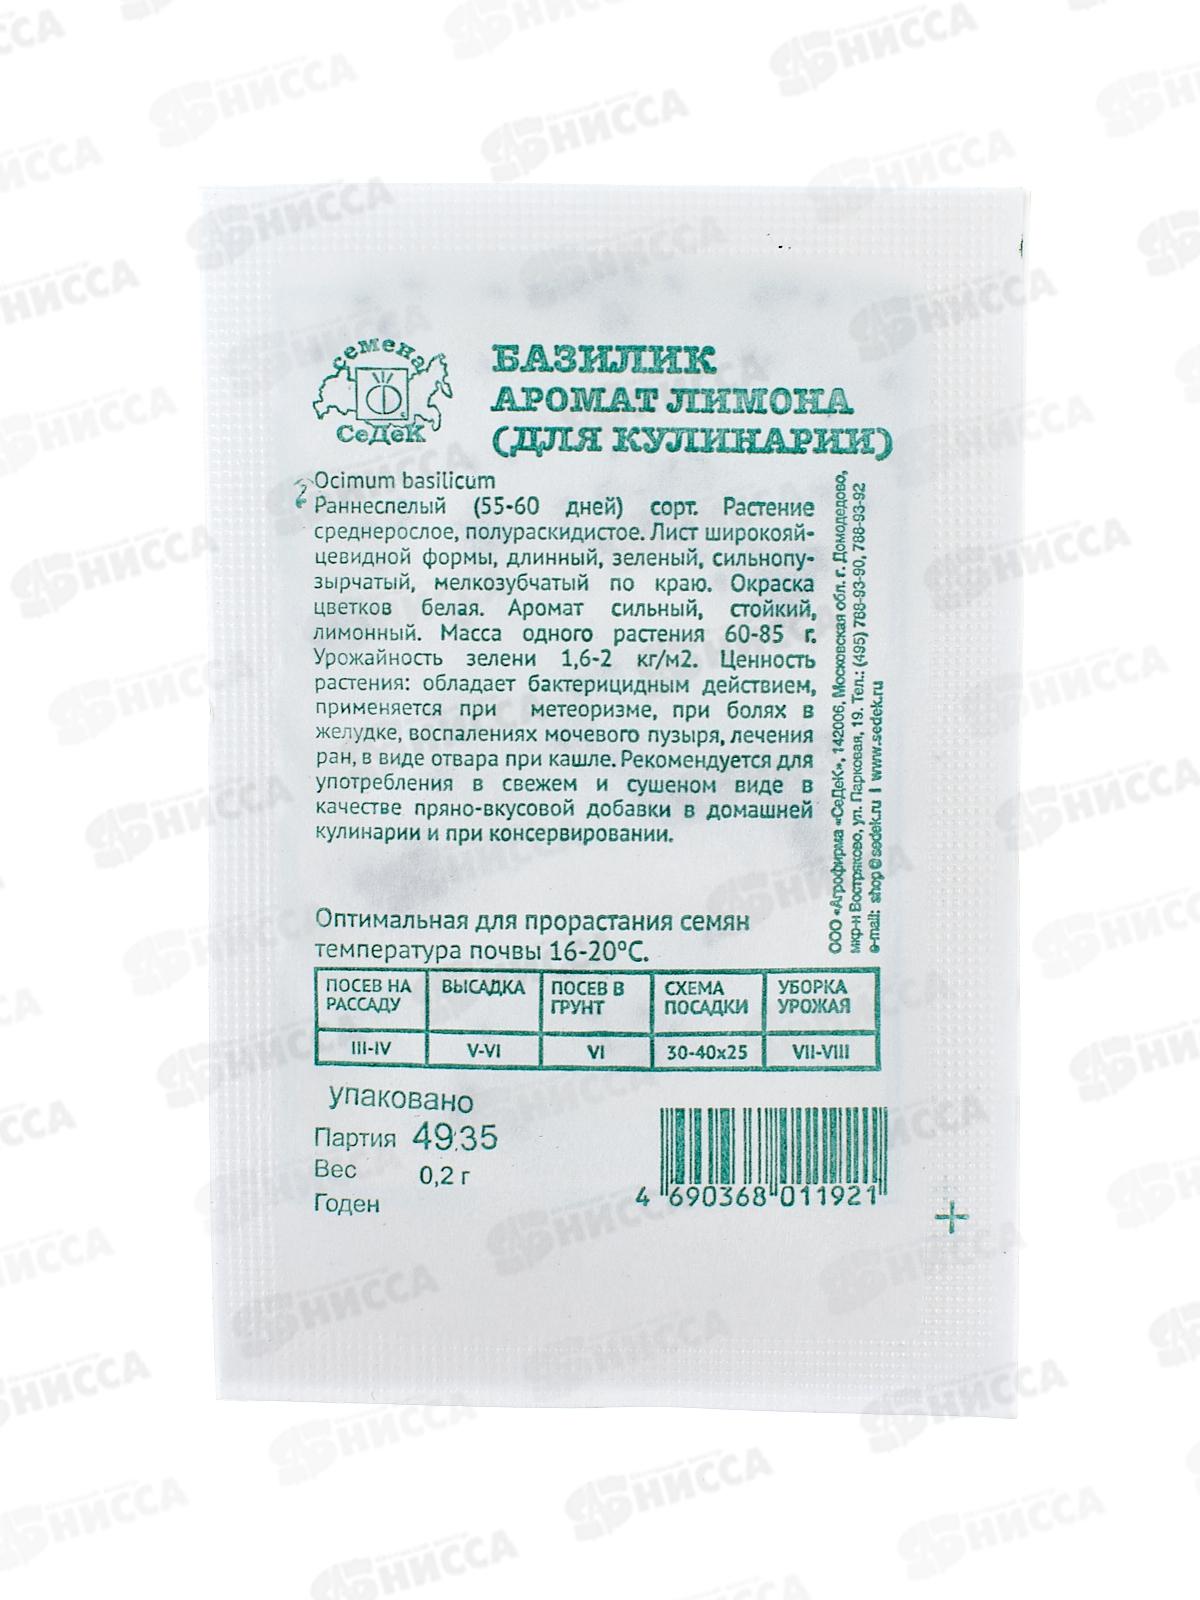 семена
СеДеК
БАЗИЛИК
АРОМАТ ЛИМОНА
(ДЛЯ КУЛИНАРИИ)
Ocimum basilicum
Раннеспелый (55-60 дней) сорт. Растение
среднерослое, полураскидистое. Лист широкояй-
цевидной формы, длинный, зеленый, сильнопу-
зырчатый, мелкозубчатый по краю. Окраска
цветков белая. Аромат сильный, стойкий,
лимонный. Масса одного растения 60-85 г.
Урожайность зелени 1,6-2 кг/м2. Ценность
растения: обладает бактерицидным действием,
применяется при метеоризме, при болях в
желудке, воспалениях мочевого пузыря, лечения
ран, в виде отвара при кашле. Рекомендуется для
употребления в свежем и сушеном виде в
качестве пряно-вкусовой добавки в домашней
кулинарии и при консервировании.
ООО «Агрофирма «СеДеК», 142006, Московская обл. г. Домодедово,
мкр-н Востряково, ул. Парковая, 19. Тел.: (495) 788-93-90, 788-93-92
e-mail: shop@sedek.ru | www.sedek.ru
Оптимальная для прорастания семян
температура почвы 16-20°С.
ПОСЕВ НА РАССАДУ ВЫСАДКА ПОСЕВ В ГРУНТ СХЕМА ПОСАДКИ УБОРКА УРОЖАЯ
III-IV V-VI VI 30-40х25 VII-VIII
упаковано
Партия 4935
Вес 0,2 г
Годен
4 690368 011921
НИССА